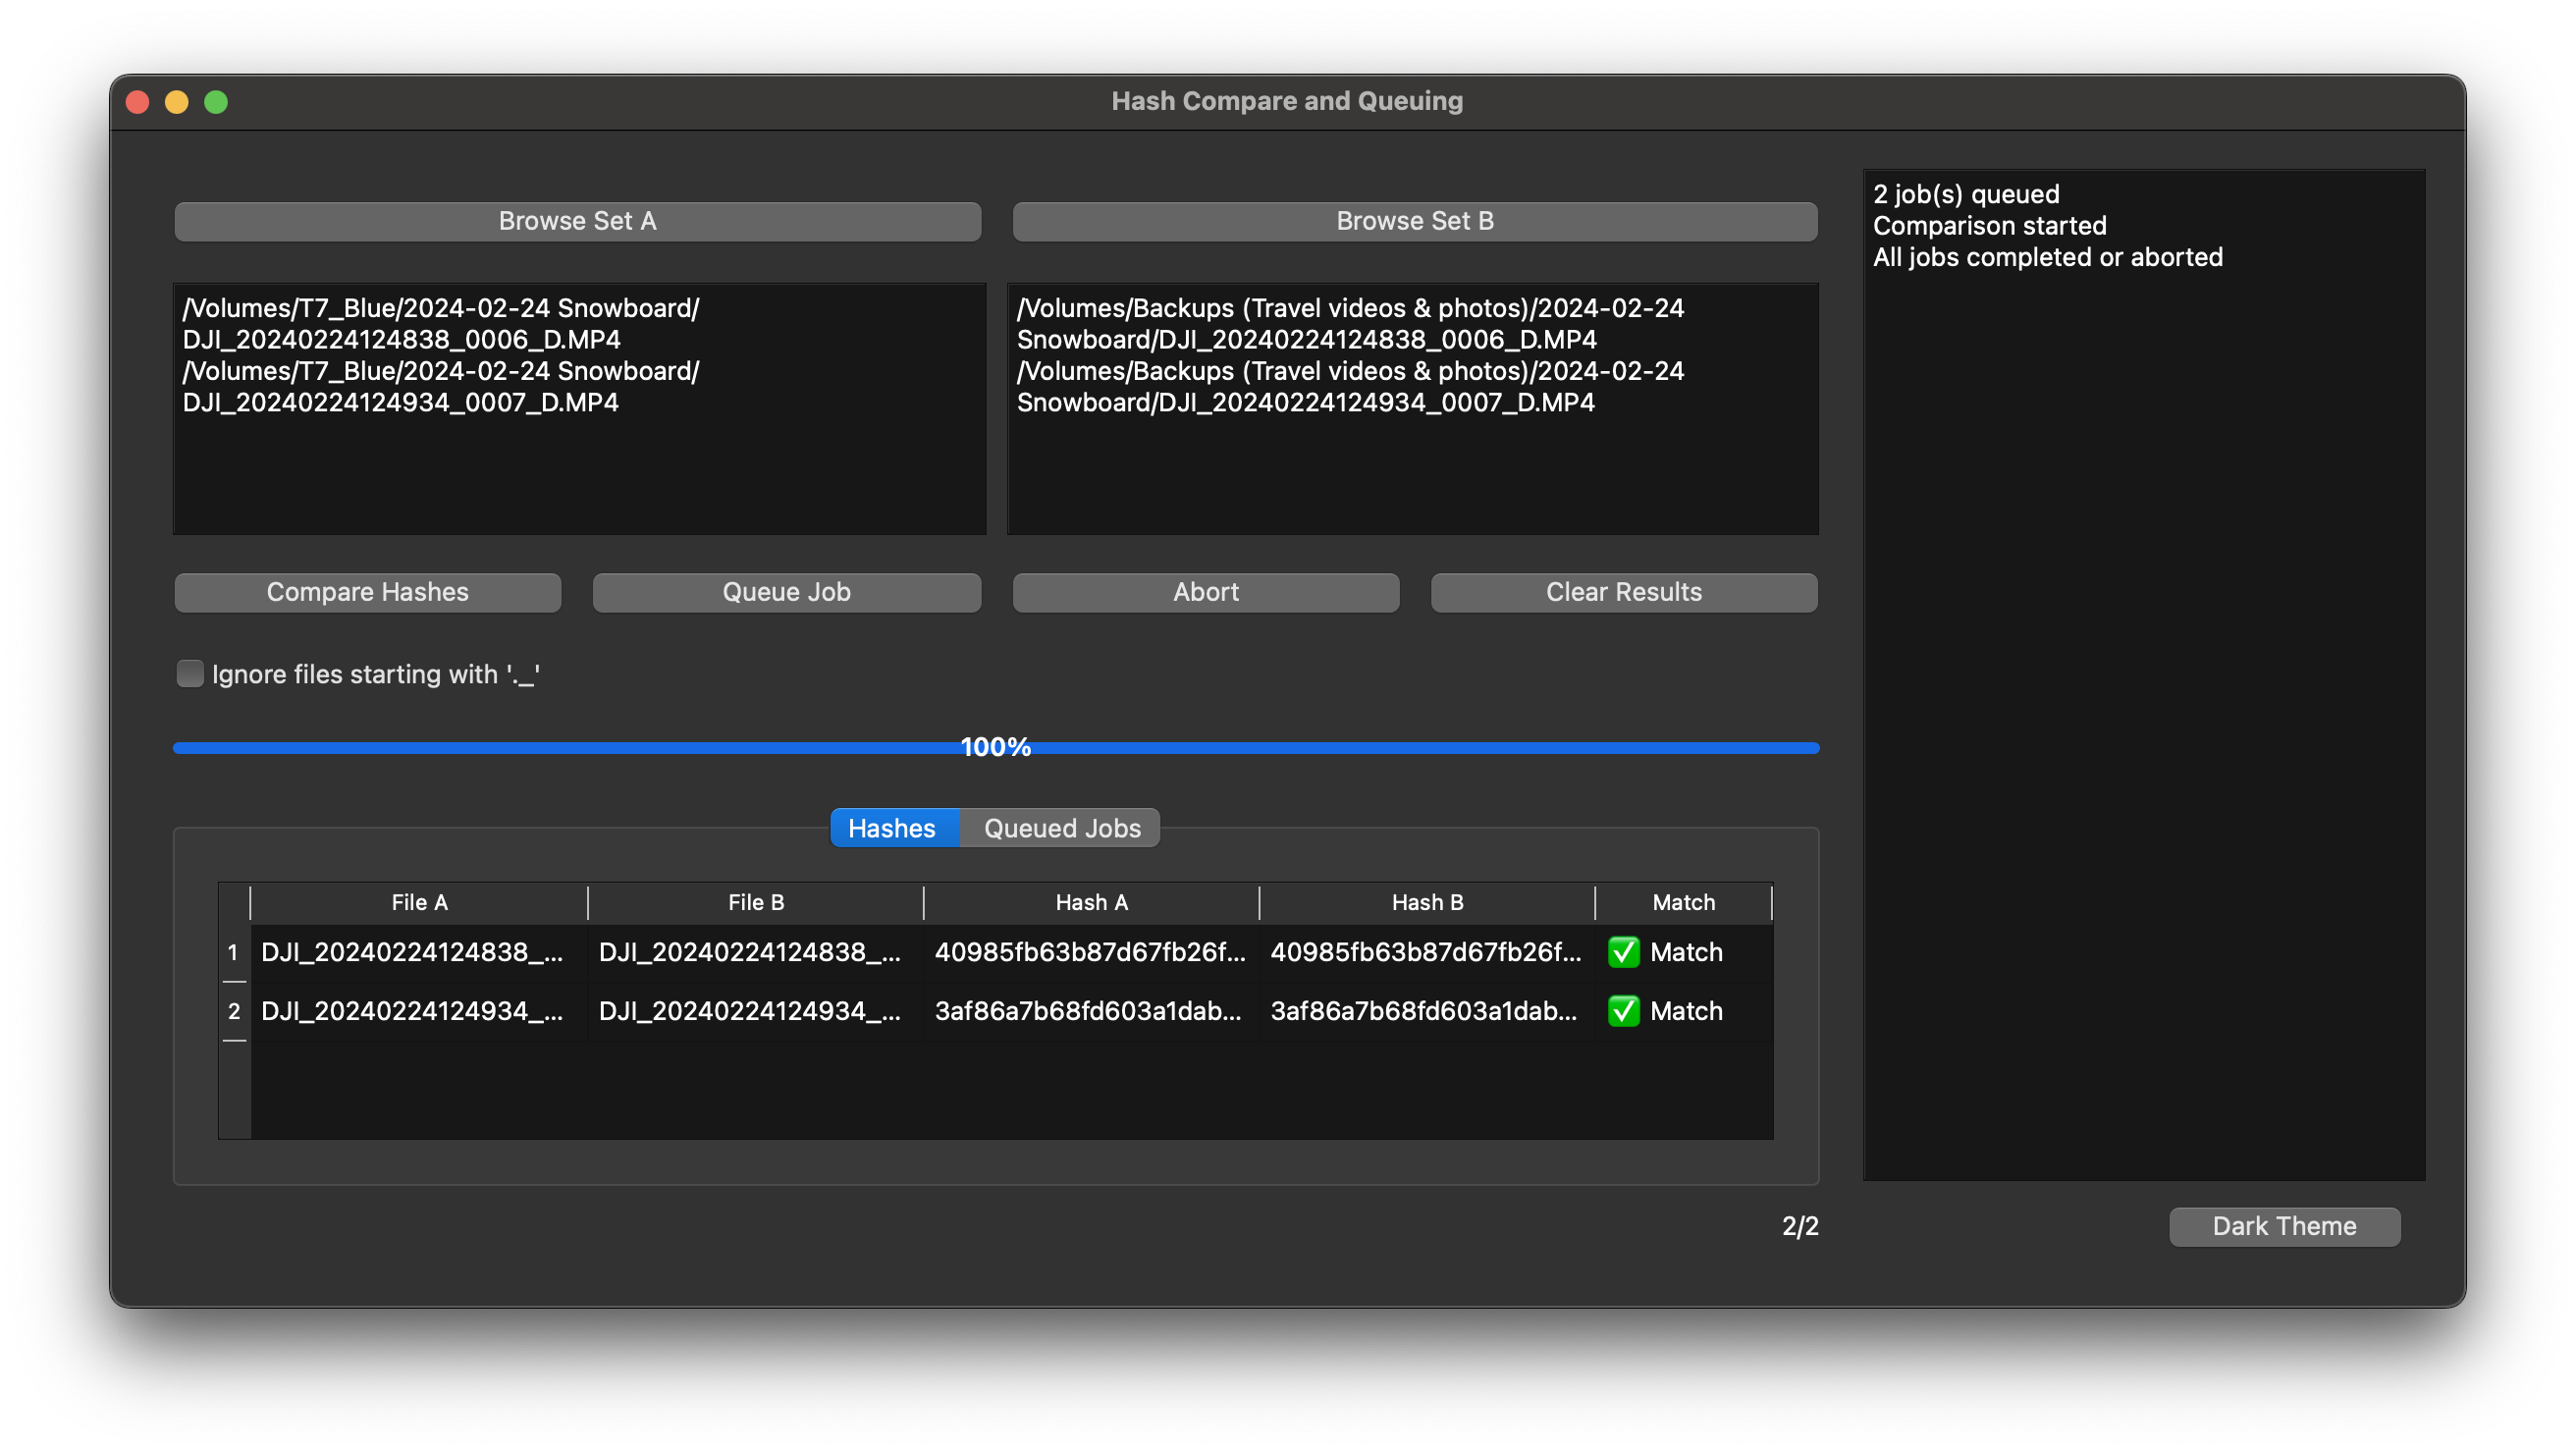 Hash Compare and Queuing
Browse Set A
Browse Set B
/Volumes/T7_Blue/2024-02-24 Snowboard/
DJI_20240224124838_0006_D.MP4
/Volumes/T7_Blue/2024-02-24 Snowboard/
DJI_20240224124934_0007_D.MP4
/Volumes/Backups (Travel videos & photos)/2024-02-24
Snowboard/DJI_20240224124838_0006_D.MP4
/Volumes/Backups (Travel videos & photos)/2024-02-24
Snowboard/DJI_20240224124934_0007_D.MP4
Compare Hashes
Queue Job
Abort
Clear Results
Ignore files starting with '._'
100%
Hashes
Queued Jobs
File A File B Hash A Hash B Match
1 DJI_20240224124838_... DJI_20240224124838_... 40985fb63b87d67fb26f... 40985fb63b87d67fb26f... ✅ Match
2 DJI_20240224124934_... DJI_20240224124934_... 3af86a7b68fd603a1dab... 3af86a7b68fd603a1dab... ✅ Match
2/2
2 job(s) queued
Comparison started
All jobs completed or aborted
Dark Theme